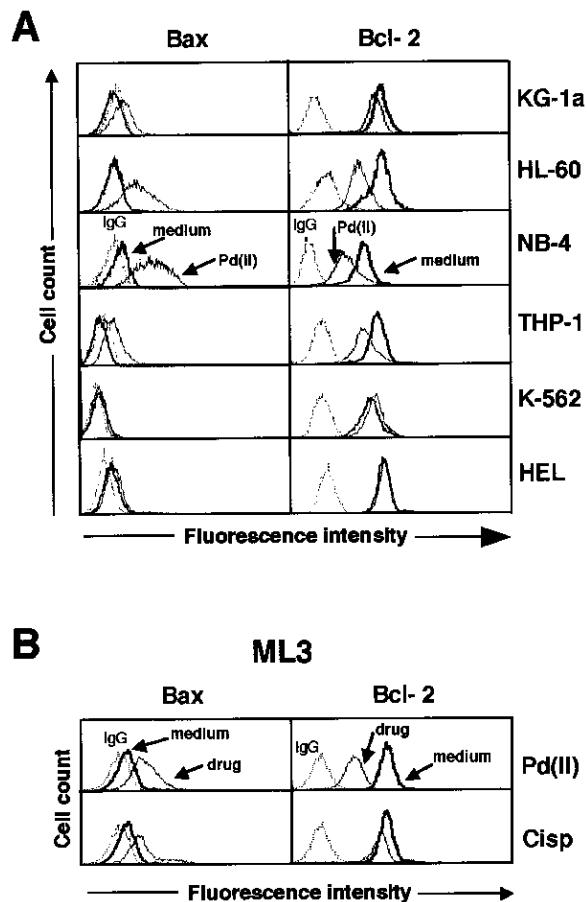 A
Bax Bcl- 2
KG-1a
HL-60
IgG medium Pd(II)
IgG Pd(II) medium
NB-4
THP-1
K-562
HEL
Cell count
Fluorescence intensity
B
ML3
Bax Bcl- 2
IgG medium drug
IgG drug medium
Pd(II)
Cisp
Cell count
Fluorescence intensity